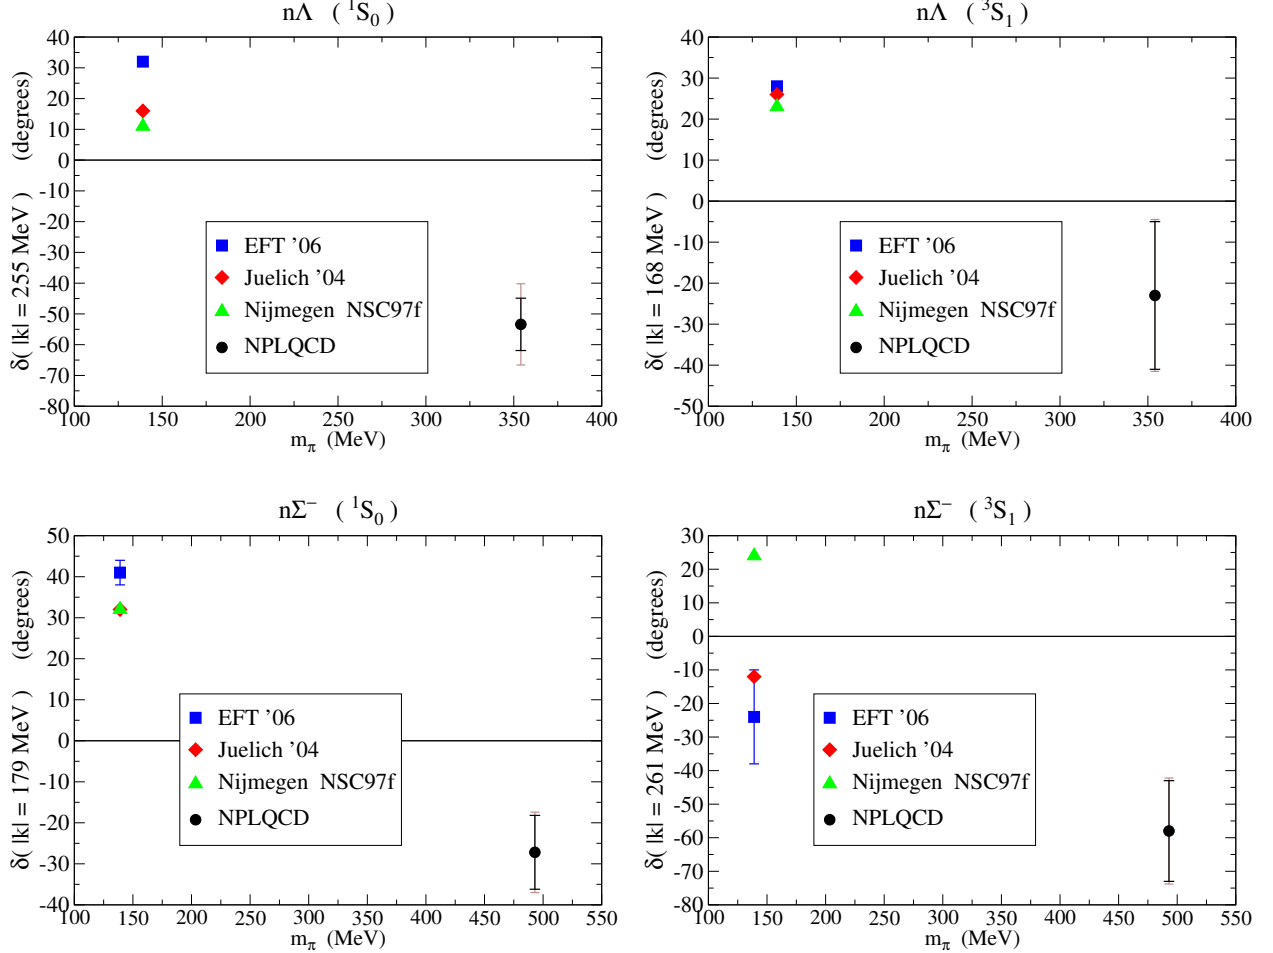 nΛ ( ¹S₀ )
40
30
20
10
0
-10
-20
-30
-40
-50
-60
-70
-80
δ( |k| = 255 MeV ) (degrees)
100 150 200 250 300 350 400
m_π (MeV)
EFT ’06
Juelich ’04
Nijmegen NSC97f
NPLQCD
nΛ ( ³S₁ )
40
30
20
10
0
-10
-20
-30
-40
-50
δ( |k| = 168 MeV ) (degrees)
100 150 200 250 300 350 400
m_π (MeV)
EFT ’06
Juelich ’04
Nijmegen NSC97f
NPLQCD
nΣ⁻ ( ¹S₀ )
50
40
30
20
10
0
-10
-20
-30
-40
δ( |k| = 179 MeV ) (degrees)
100 150 200 250 300 350 400 450 500 550
m_π (MeV)
EFT ’06
Juelich ’04
Nijmegen NSC97f
NPLQCD
nΣ⁻ ( ³S₁ )
30
20
10
0
-10
-20
-30
-40
-50
-60
-70
-80
δ( |k| = 261 MeV ) (degrees)
100 150 200 250 300 350 400 450 500 550
m_π (MeV)
EFT ’06
Juelich ’04
Nijmegen NSC97f
NPLQCD